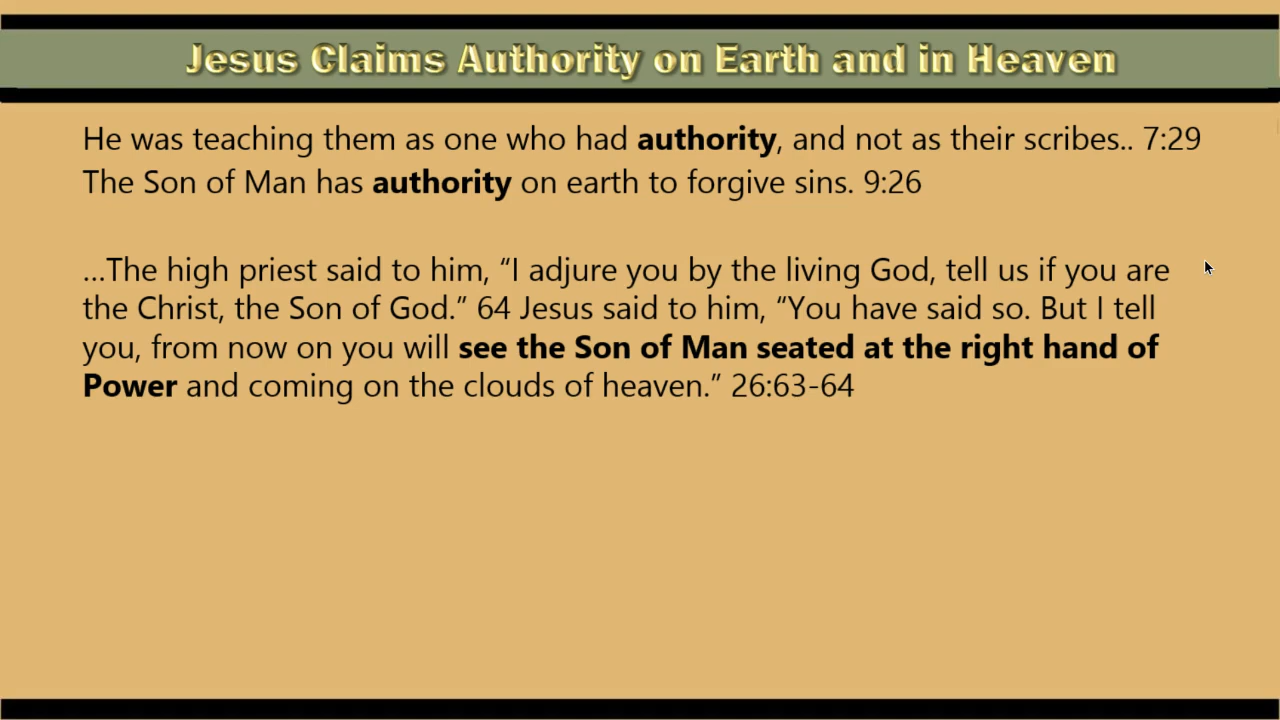 Jesus Claims Authority on Earth and in Heaven
He was teaching them as one who had authority, and not as their scribes.. 7:29
The Son of Man has authority on earth to forgive sins. 9:26
...The high priest said to him, “I adjure you by the living God, tell us if you are
the Christ, the Son of God.” 64 Jesus said to him, “You have said so. But I tell
you, from now on you will see the Son of Man seated at the right hand of
Power and coming on the clouds of heaven.” 26:63-64